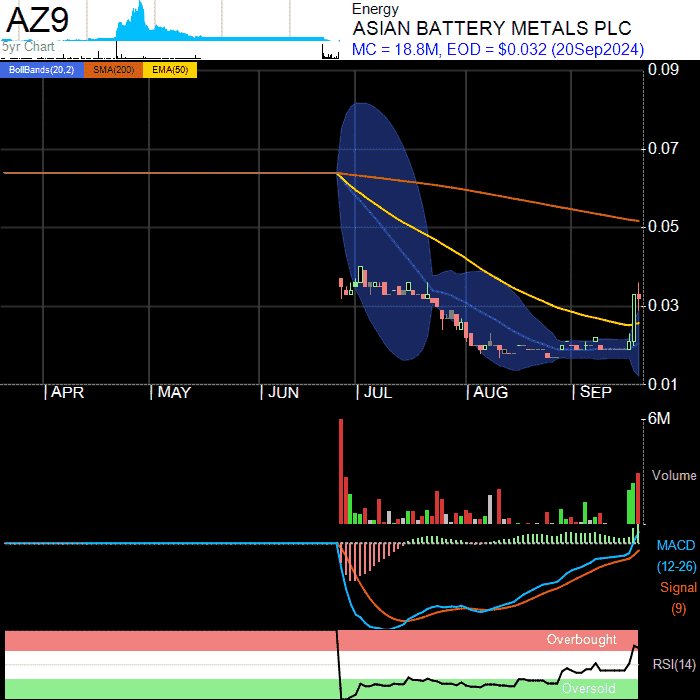 AZ9
Energy
ASIAN BATTERY METALS PLC
5yr Chart
MC = 18.8M, EOD = $0.032 (20Sep2024)
BollBands(20,2) SMA(200) EMA(50)
0.09
0.07
0.05
0.03
0.01
APR MAY JUN JUL AUG SEP
6M
Volume
MACD
(12-26)
Signal
(9)
Overbought
RSI(14)
Oversold